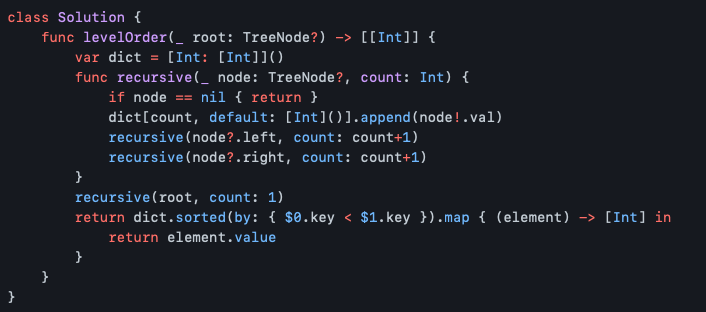 class Solution {
    func levelOrder(_ root: TreeNode?) -> [[Int]] {
        var dict = [Int: [Int]]()
        func recursive(_ node: TreeNode?, count: Int) {
            if node == nil { return }
            dict[count, default: [Int]()].append(node!.val)
            recursive(node?.left, count: count+1)
            recursive(node?.right, count: count+1)
        }
        recursive(root, count: 1)
        return dict.sorted(by: { $0.key < $1.key }).map { (element) -> [Int] in
            return element.value
        }
    }
}